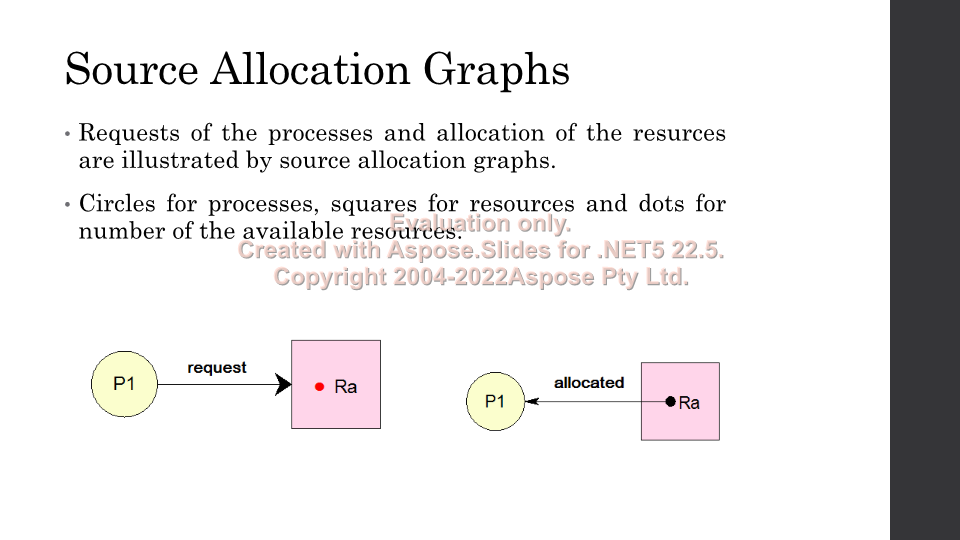 Source Allocation Graphs
• Requests of the processes and allocation of the resurces
are illustrated by source allocation graphs.
• Circles for processes, squares for resources and dots for
number of the available resources.
Evaluation only.
Created with Aspose.Slides for .NET5 22.5.
Copyright 2004-2022Aspose Pty Ltd.
P1
request
Ra
P1
allocated
Ra